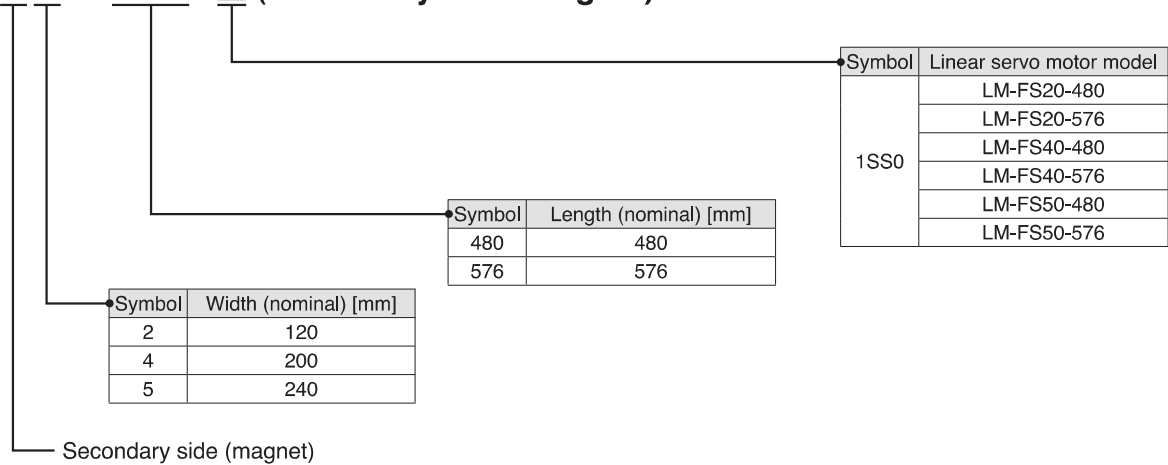 Symbol Linear servo motor model
LM-FS20-480
LM-FS20-576
1SS0 LM-FS40-480
LM-FS40-576
LM-FS50-480
LM-FS50-576
Symbol Length (nominal) [mm]
480 480
576 576
Symbol Width (nominal) [mm]
2 120
4 200
5 240
Secondary side (magnet)